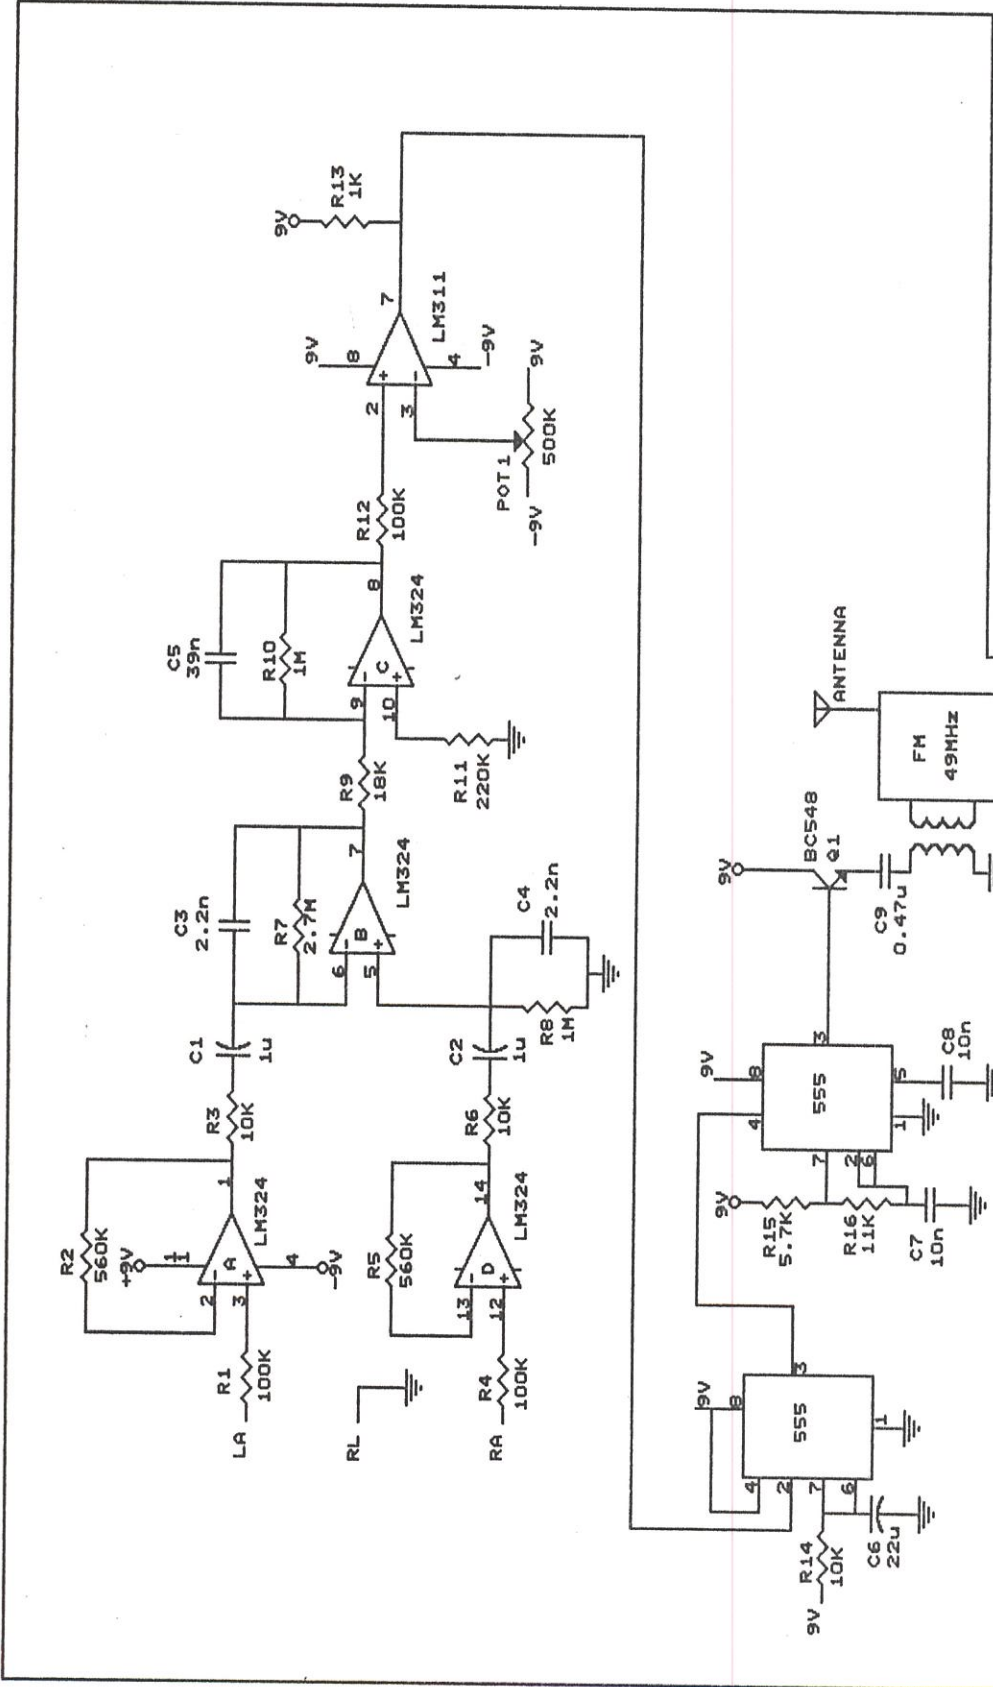 R2
560K
+9V
11
2
3
A
1
LM324
4
-9V
LA
R1
100K
R3
10K
C1
1u
C3
2.2n
R7
2.7M
6
5
B
7
LM324
R9
18K
C5
39n
R10
1M
9
10
C
8
LM324
R11
220K
R12
100K
9V
8
2
3
7
LM311
4
-9V
9V
R13
1K
POT1
-9V
9V
500K
RL
R5
560K
13
12
D
14
LM324
RA
R4
100K
R6
10K
C2
1u
R8
1M
C4
2.2n
9V
8
4
2
7
6
555
3
1
9V
R14
10K
C6
22u
9V
R15
5.7K
R16
11K
C7
10n
9V
8
4
7
2
6
555
3
1
5
C8
10n
9V
BC548
Q1
C9
0.47u
ANTENNA
FM
49MHz